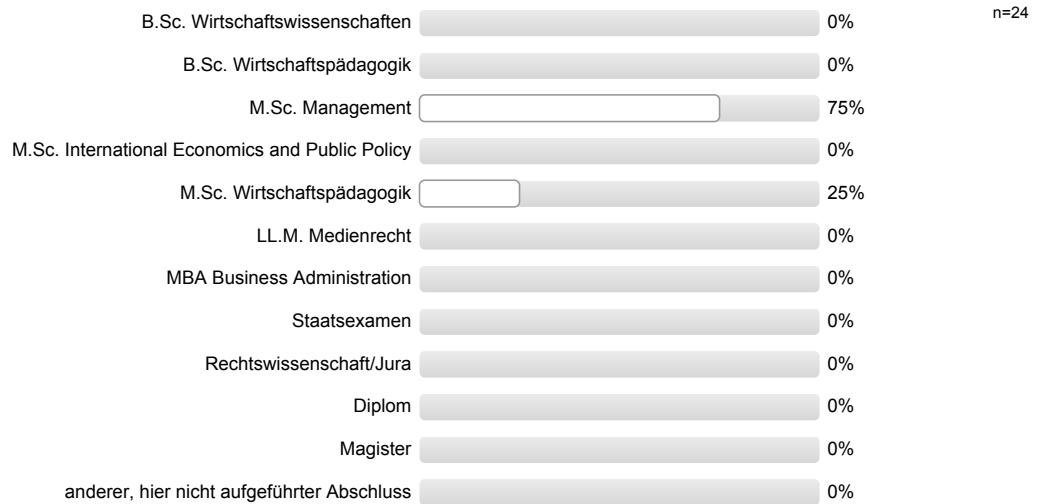 B.Sc. Wirtschaftswissenschaften 0% n=24
B.Sc. Wirtschaftspädagogik 0%
M.Sc. Management 75%
M.Sc. International Economics and Public Policy 0%
M.Sc. Wirtschaftspädagogik 25%
LL.M. Medienrecht 0%
MBA Business Administration 0%
Staatsexamen 0%
Rechtswissenschaft/Jura 0%
Diplom 0%
Magister 0%
anderer, hier nicht aufgeführter Abschluss 0%